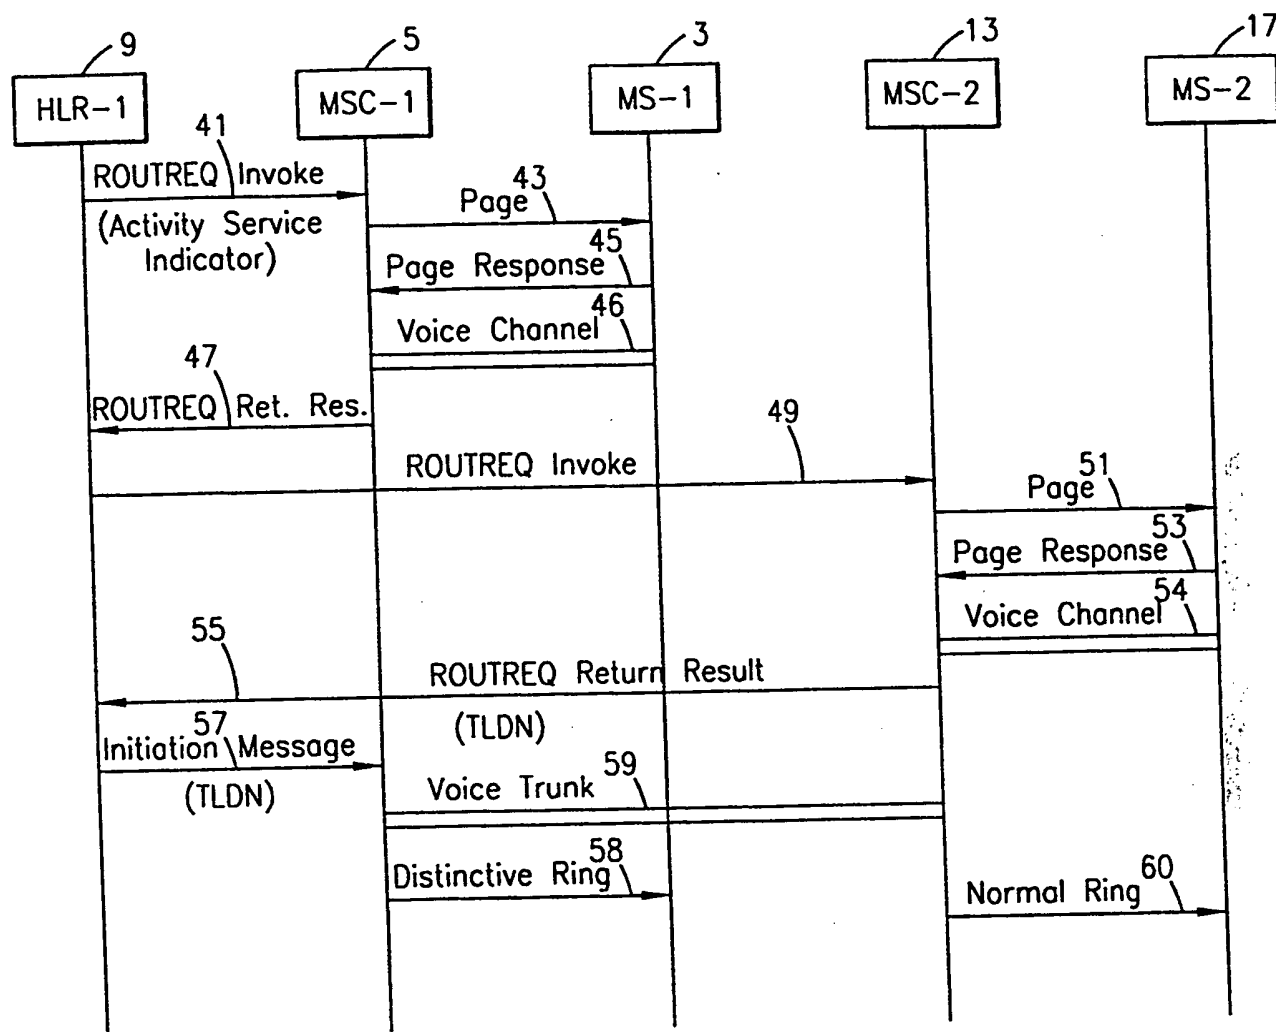 9
5
3
13
17
HLR-1
MSC-1
MS-1
MSC-2
MS-2
41
ROUTREQ Invoke
(Activity Service
Indicator)
43
Page
45
Page Response
46
Voice Channel
47
ROUTREQ Ret. Res.
49
ROUTREQ Invoke
51
Page
53
Page Response
54
Voice Channel
55
ROUTREQ Return Result
(TLDN)
57
Initiation Message
(TLDN)
59
Voice Trunk
58
Distinctive Ring
60
Normal Ring